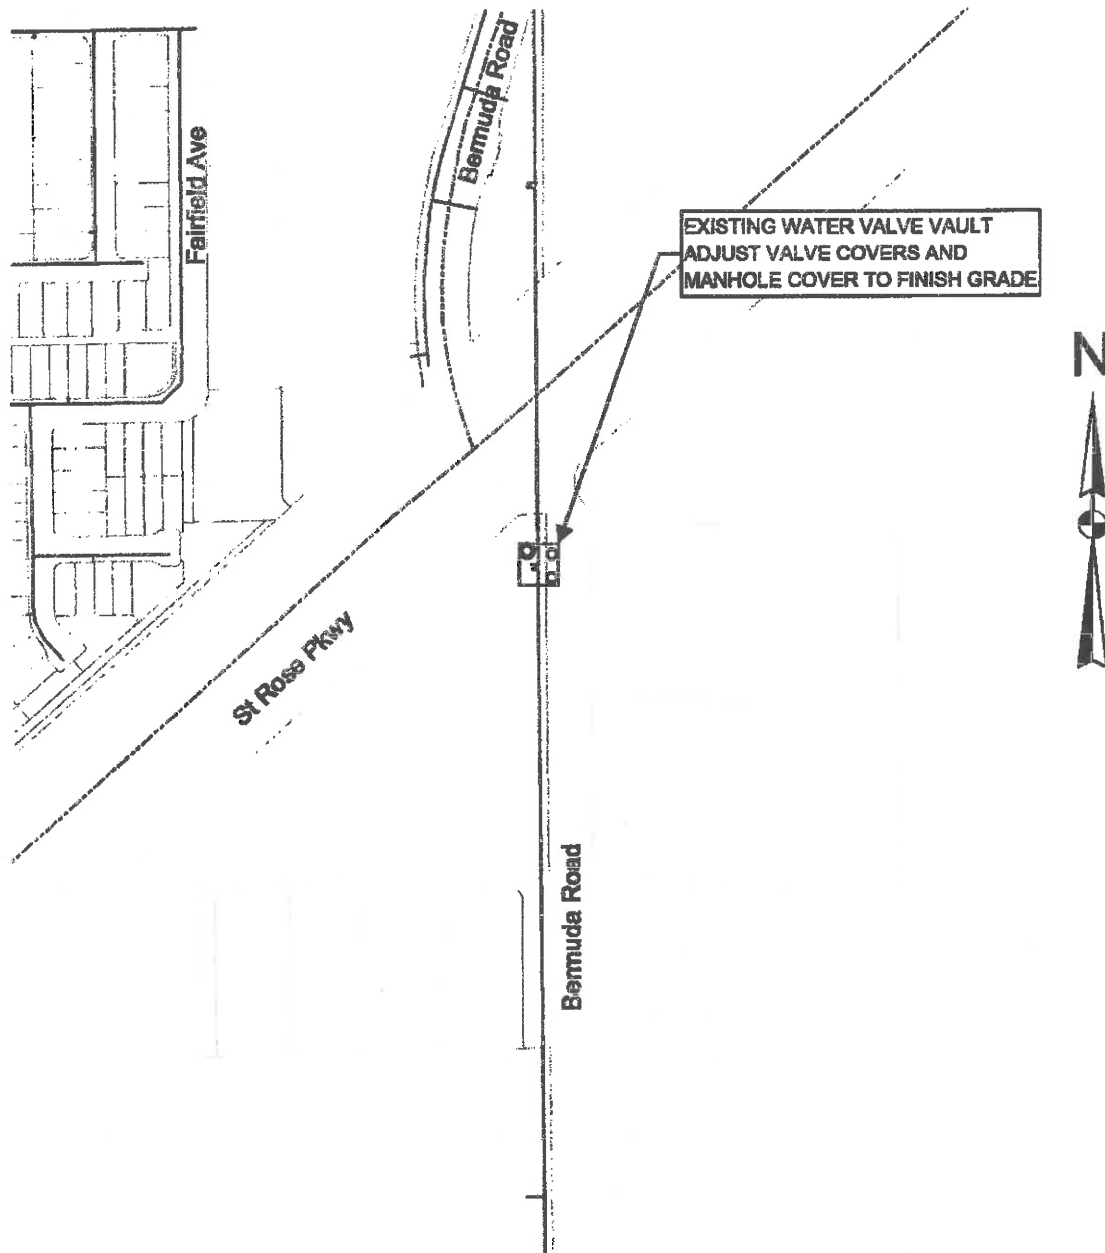 Bermuda Road
Fairfield Ave
EXISTING WATER VALVE VAULT
ADJUST VALVE COVERS AND
MANHOLE COVER TO FINISH GRADE
N
St Rose Pkwy
Bermuda Road